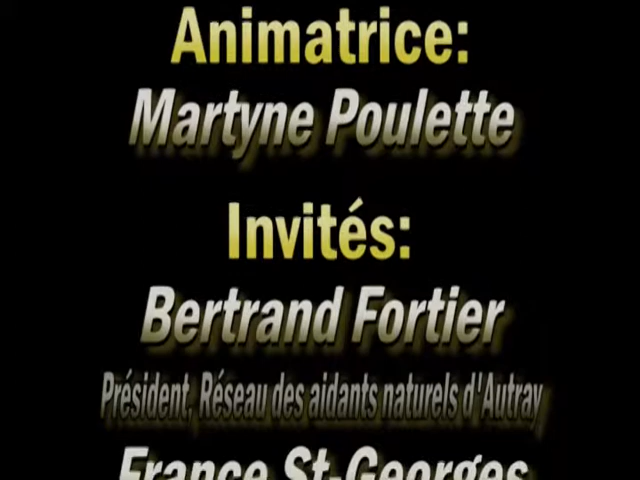 Animatrice:
Martyne Poulette
Invités:
Bertrand Fortier
Président, Réseau des aidants naturels d'Autray
France St-Georges